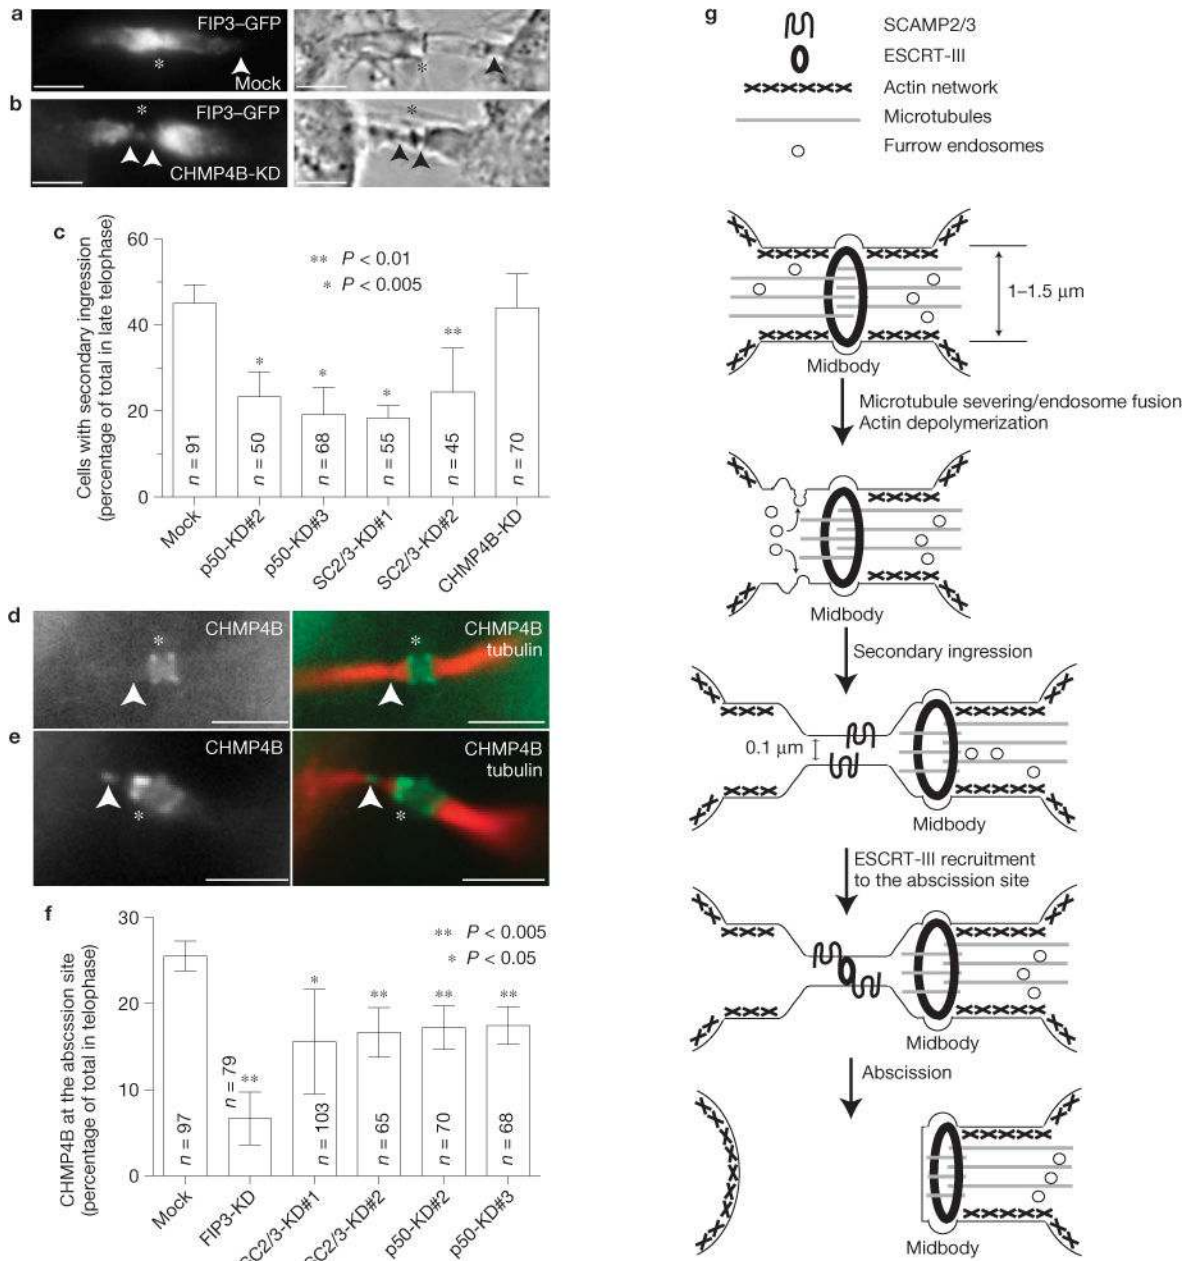 a
FIP3–GFP
*
Mock
*
b
*
FIP3–GFP
CHMP4B-KD
*
c
Cells with secondary ingression
(percentage of total in late telophase)
60
40
20
0
** P < 0.01
* P < 0.005
*
*
*
**
n = 91
n = 50
n = 68
n = 55
n = 45
n = 70
Mock
p50-KD#2
p50-KD#3
SC2/3-KD#1
SC2/3-KD#2
CHMP4B-KD
d
CHMP4B
*
CHMP4B
tubulin
*
e
CHMP4B
*
CHMP4B
tubulin
*
f
CHMP4B at the abscssion site
(percentage of total in telophase)
30
20
10
0
** P < 0.005
* P < 0.05
**
*
**
**
**
n = 97
n = 79
n = 103
n = 65
n = 70
n = 68
Mock
FIP3-KD
SC2/3-KD#1
SC2/3-KD#2
p50-KD#2
p50-KD#3
g
SCAMP2/3
ESCRT-III
Actin network
Microtubules
Furrow endosomes
1–1.5 μm
Midbody
Microtubule severing/endosome fusion
Actin depolymerization
Midbody
Secondary ingression
0.1 μm
Midbody
ESCRT-III recruitment
to the abscission site
Midbody
Abscission
Midbody